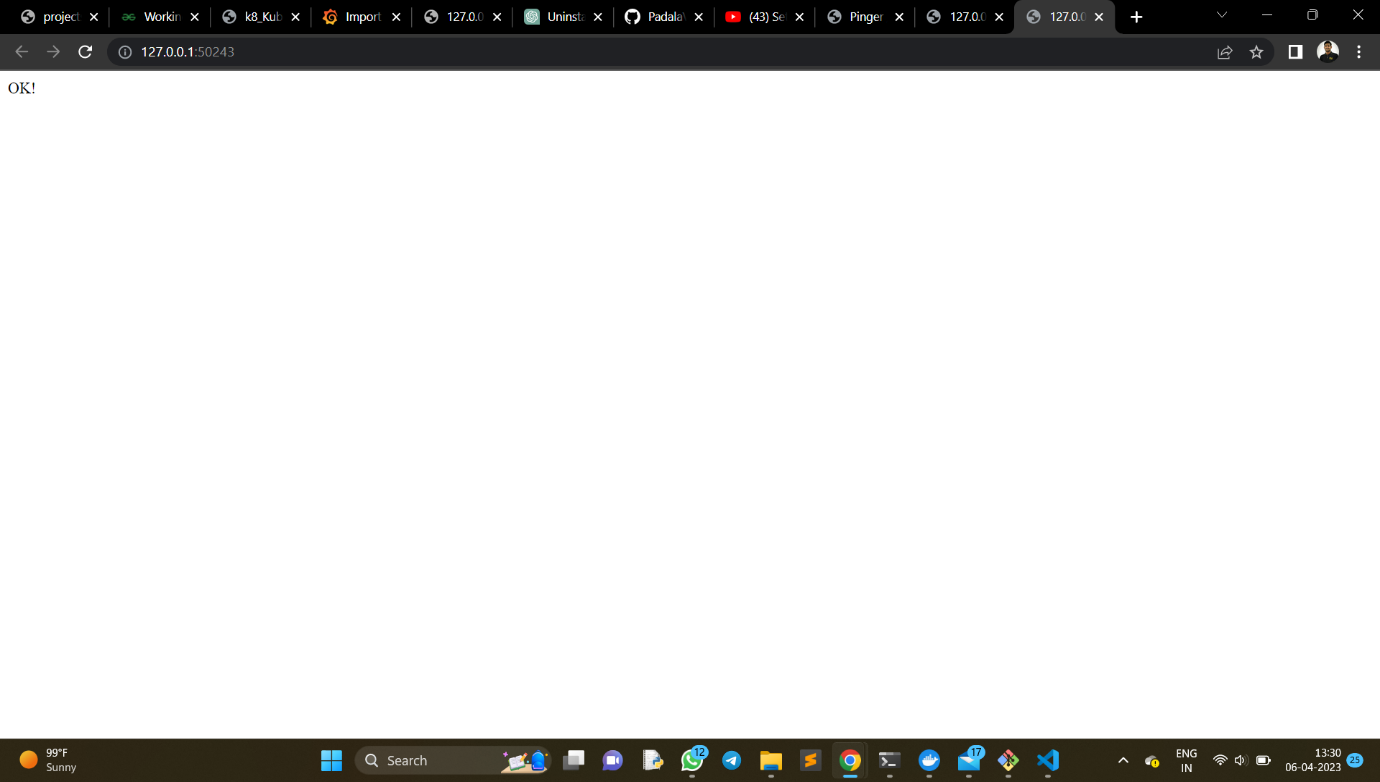 project
Workin
k8_Kub
Import
127.0.0
Uninsta
Padala
(43) Se
Pinger
127.0.0
127.0.0
127.0.0.1:50243
OK!
99°F
Sunny
Search
12
17
ENG
IN
13:30
06-04-2023
25